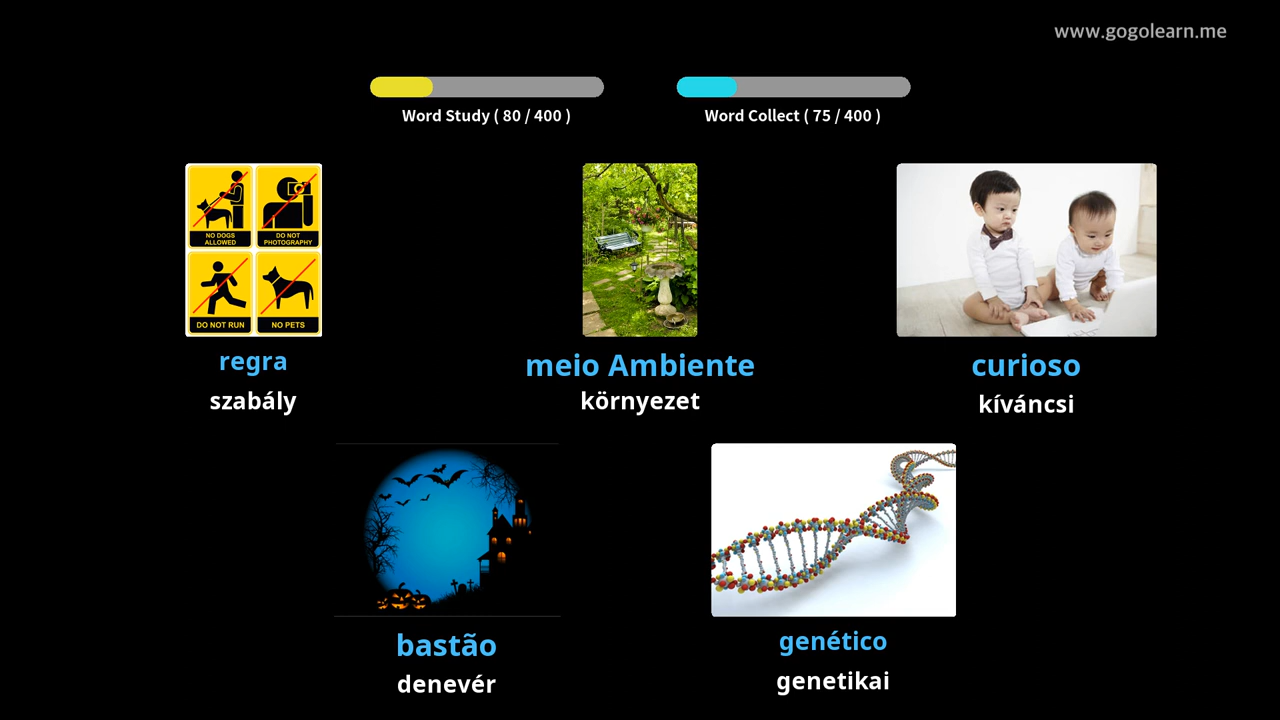 www.gogolearn.me
Word Study ( 80 / 400 )
Word Collect ( 75 / 400 )
NO DOGS
ALLOWED
DO NOT
PHOTOGRAPHY
DO NOT RUN
NO PETS
regra
szabály
meio Ambiente
környezet
curioso
kíváncsi
bastão
denevér
genético
genetikai